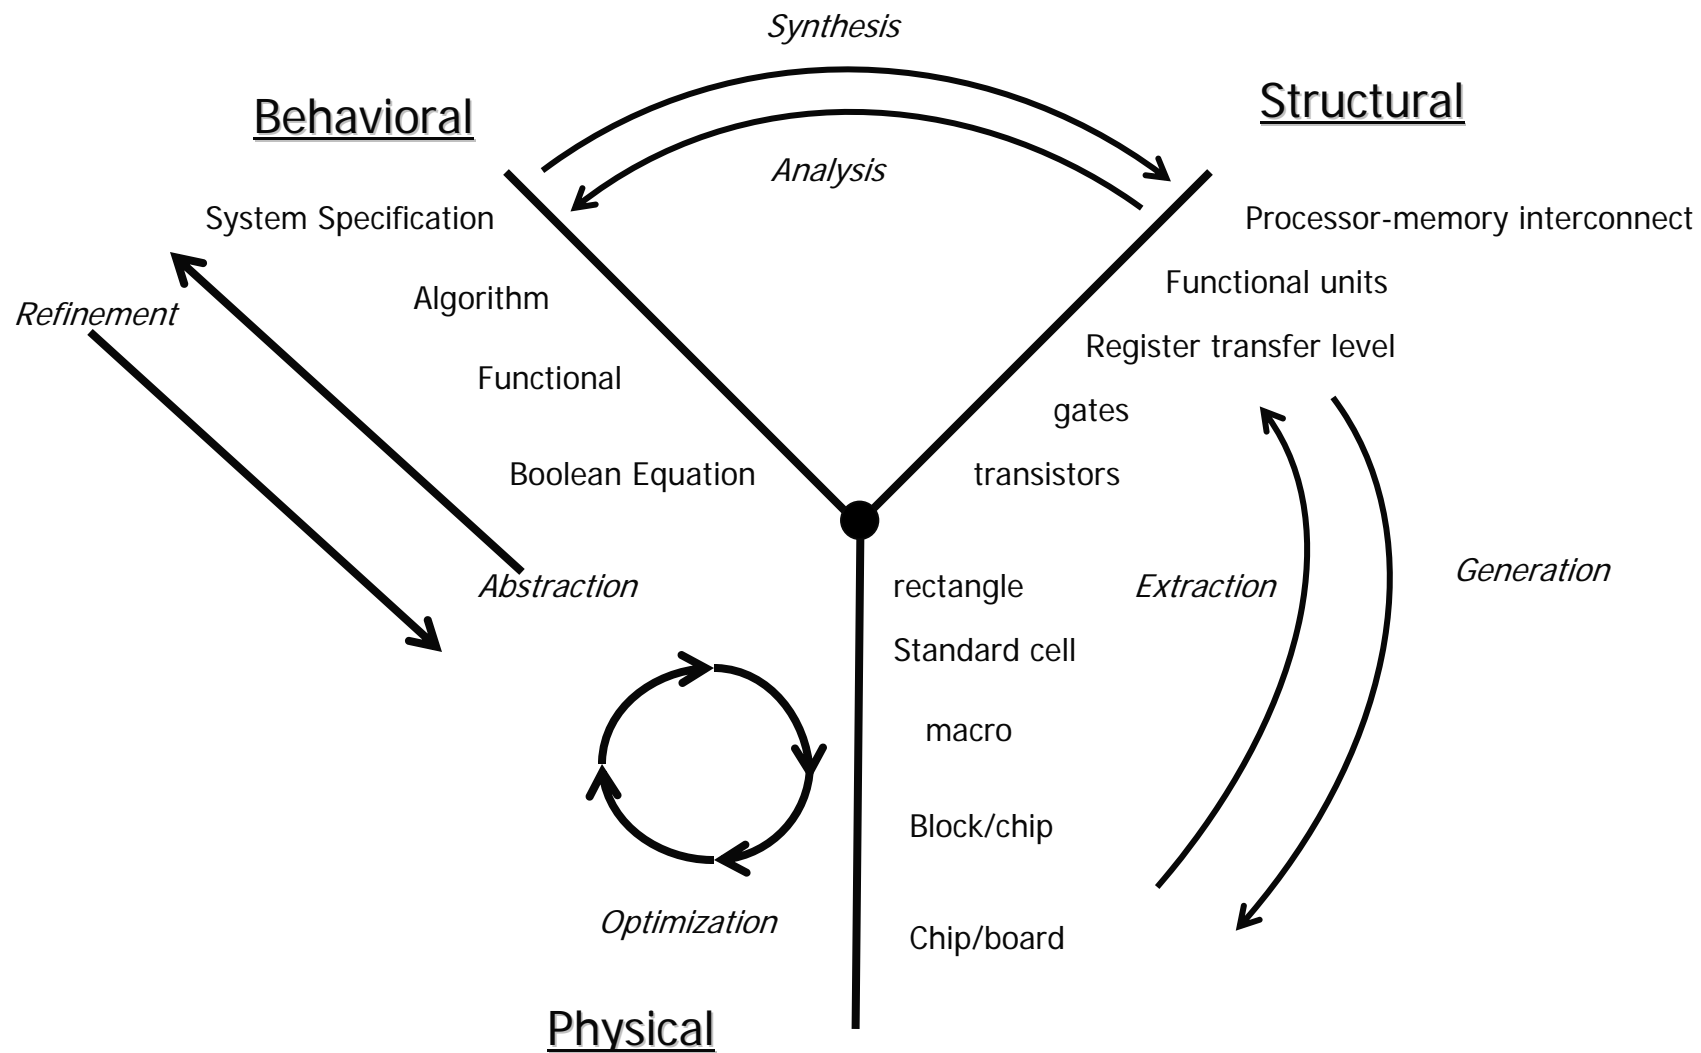 Synthesis
Behavioral
Structural
Analysis
System Specification
Processor-memory interconnect
Algorithm
Functional units
Refinement
Register transfer level
Functional
gates
Boolean Equation
transistors
Abstraction
rectangle
Extraction
Generation
Standard cell
macro
Block/chip
Optimization
Chip/board
Physical